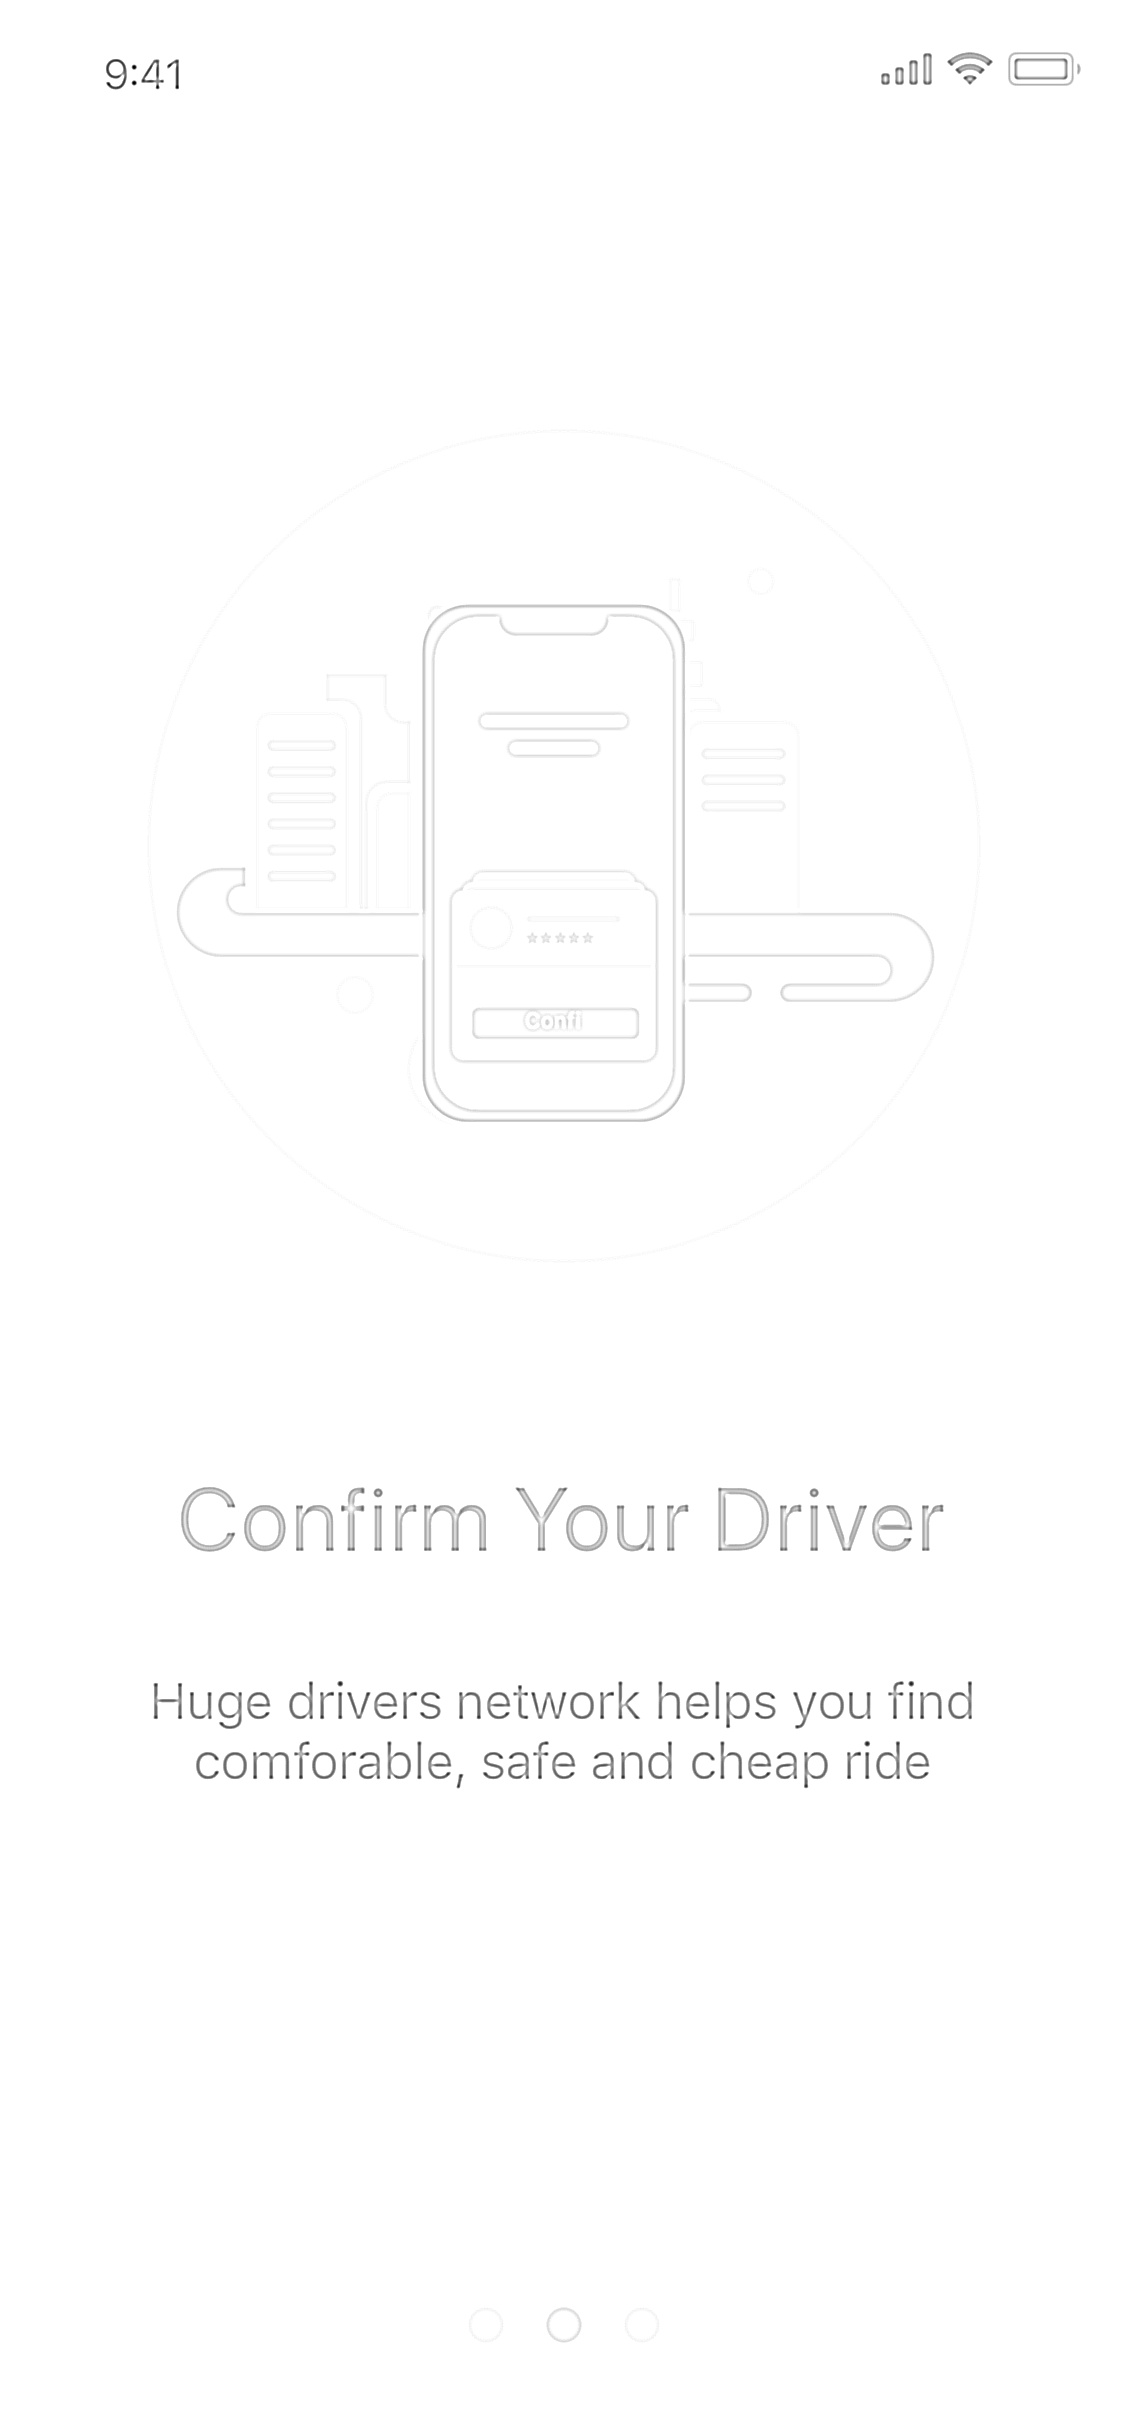 9:41
Confi
Confirm Your Driver
Huge drivers network helps you find
comforable, safe and cheap ride